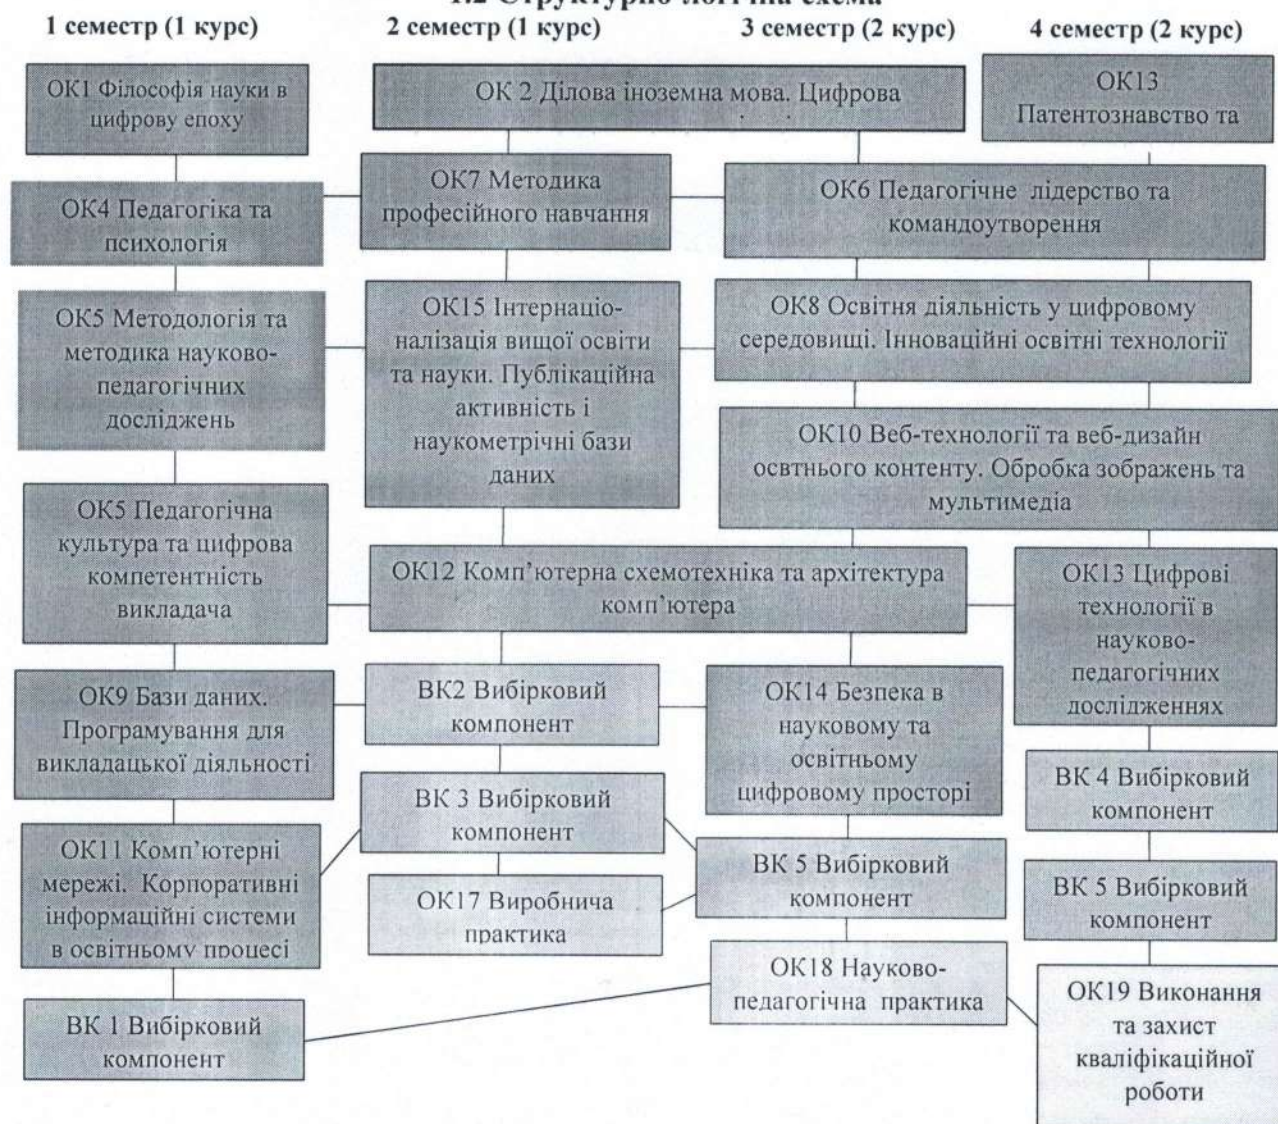 1.2 Структурно-логічна схема
1 семестр (1 курс)
2 семестр (1 курс)
3 семестр (2 курс)
4 семестр (2 курс)
ОК1 Філософія науки в
цифрову епоху
ОК 2 Ділова іноземна мова. Цифрова
ОК13
Патентознавство та
ОК4 Педагогіка та
психологія
ОК7 Методика
професійного навчання
ОК6 Педагогічне лідерство та
командоутворення
ОК5 Методологія та
методика науково-
педагогічних
досліджень
ОК15 Інтернаціо-
налізація вищої освіти
та науки. Публікаційна
активність і
наукометричні бази
даних
ОК8 Освітня діяльність у цифровому
середовищі. Інноваційні освітні технології
ОК10 Веб-технології та веб-дизайн
освтнього контенту. Обробка зображень та
мультимедіа
ОК5 Педагогічна
культура та цифрова
компетентність
викладача
ОК12 Комп’ютерна схемотехніка та архітектура
комп’ютера
ОК13 Цифрові
технології в
науково-
педагогічних
дослідженнях
ОК9 Бази даних.
Програмування для
викладацької діяльності
ВК2 Вибірковий
компонент
ОК14 Безпека в
науковому та
освітньому
цифровому просторі
ВК 4 Вибірковий
компонент
ОК11 Комп’ютерні
мережі. Корпоративні
інформаційні системи
в освітньому процесі
ВК 3 Вибірковий
компонент
ВК 5 Вибірковий
компонент
ВК 5 Вибірковий
компонент
ОК17 Виробнича
практика
ОК18 Науково-
педагогічна практика
ВК 1 Вибірковий
компонент
ОК19 Виконання
та захист
кваліфікаційної
роботи